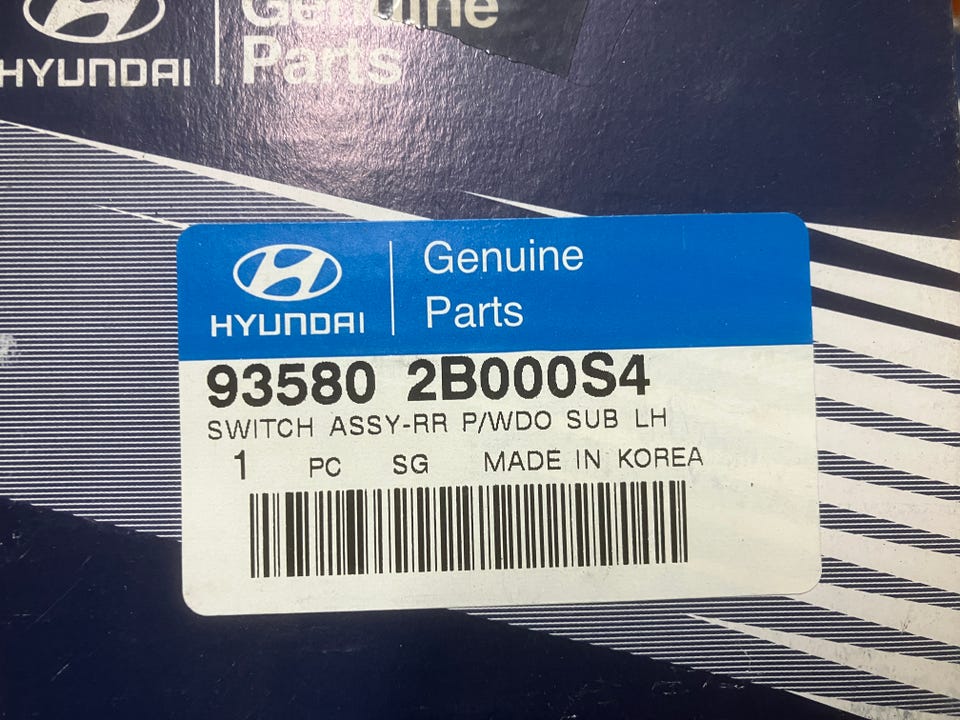 Genuine
HYUNDAI Parts
Genuine
HYUNDAI Parts
93580 2B000S4
SWITCH ASSY-RR P/WDO SUB LH
1 PC SG MADE IN KOREA